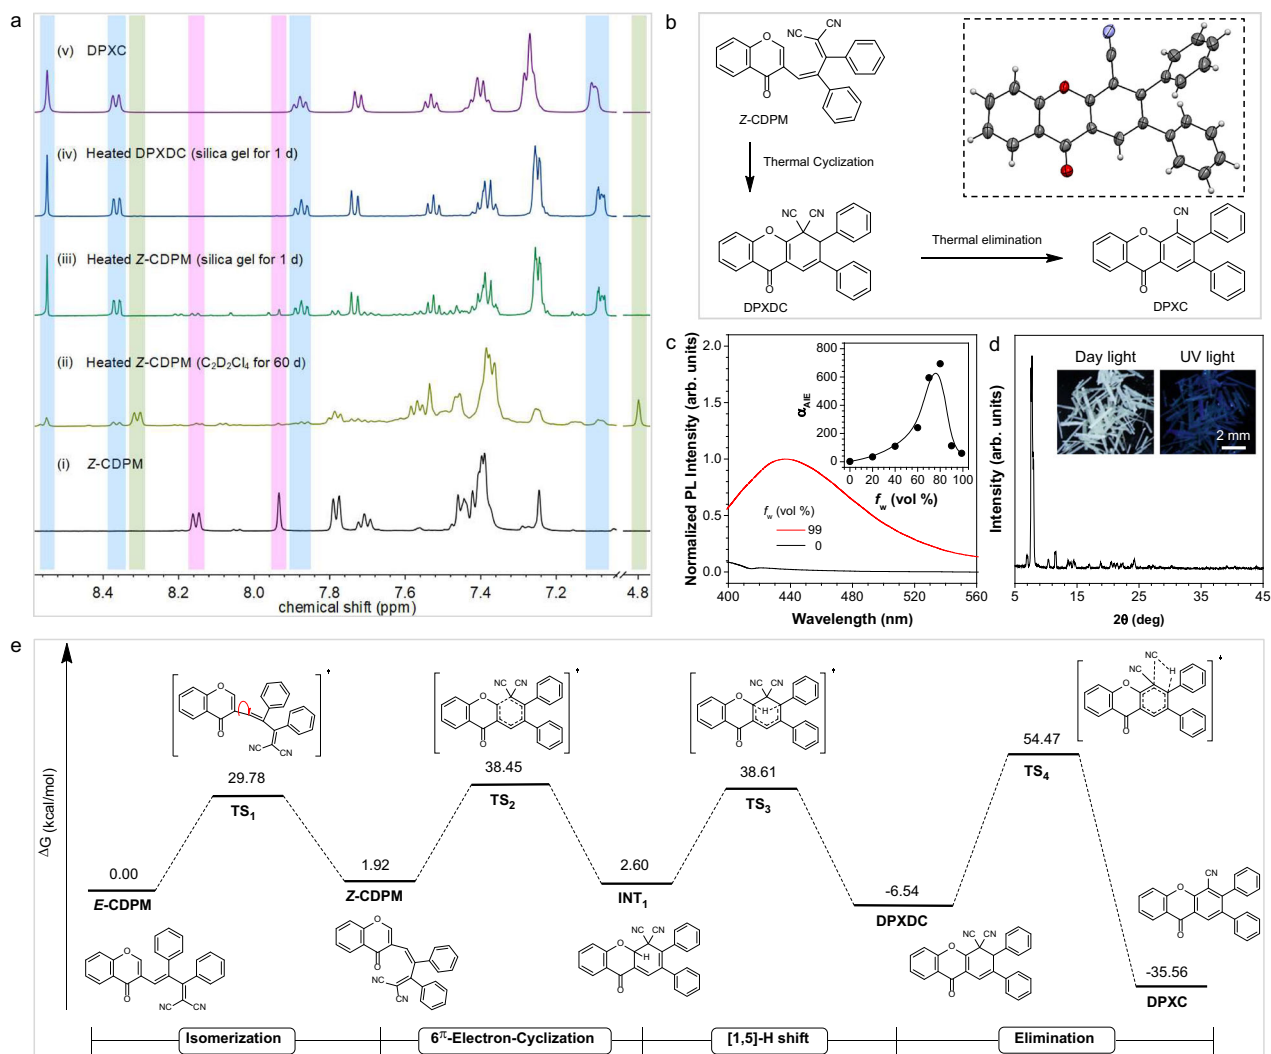 a
(v) DPXC
(iv) Heated DPXDC (silica gel for 1 d)
(iii) Heated Z-CDPM (silica gel for 1 d)
(ii) Heated Z-CDPM (C₂D₂Cl₄ for 60 d)
(i) Z-CDPM
8.4 8.2 8.0 7.8 7.6 7.4 7.2 4.8
chemical shift (ppm)
b
O
O
NC
CN
Z-CDPM
Thermal Cyclization
NC CN
O
O
DPXDC
Thermal elimination
O
CN
O
DPXC
c
Normalized PL Intensity (arb. units)
2.0
1.5
1.0
0.5
0.0
400 440 480 520 560
Wavelength (nm)
fw (vol %)
99
0
αAIE
800
600
400
200
0
0 20 40 60 80 100
fw (vol %)
d
Day light
UV light
2 mm
Intensity (arb. units)
5 15 25 35 45
2θ (deg)
e
ΔG (kcal/mol)
O
O
NC CN
29.78
TS₁
NC CN
O
O
38.45
TS₂
NC CN
O
H
O
38.61
TS₃
NC
NC
H
O
O
54.47
TS₄
0.00
E-CDPM
O
O
NC CN
1.92
Z-CDPM
O
O
NC
CN
2.60
INT₁
NC CN
O
H
O
-6.54
DPXDC
NC CN
O
O
O
CN
O
-35.56
DPXC
Isomerization
6π-Electron-Cyclization
[1,5]-H shift
Elimination